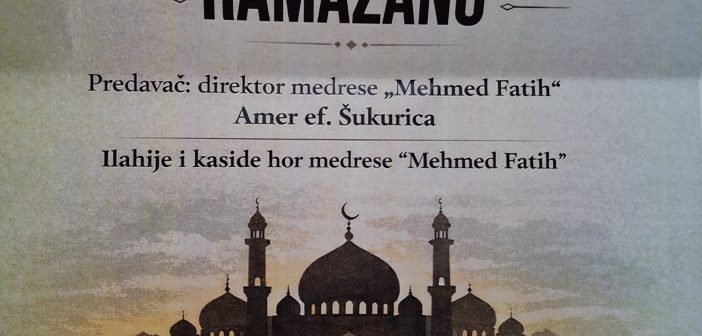 RAMAZANU
Predavač: direktor medrese „Mehmed Fatih“
Amer ef. Šukurica
Ilahije i kaside hor medrese “Mehmed Fatih”